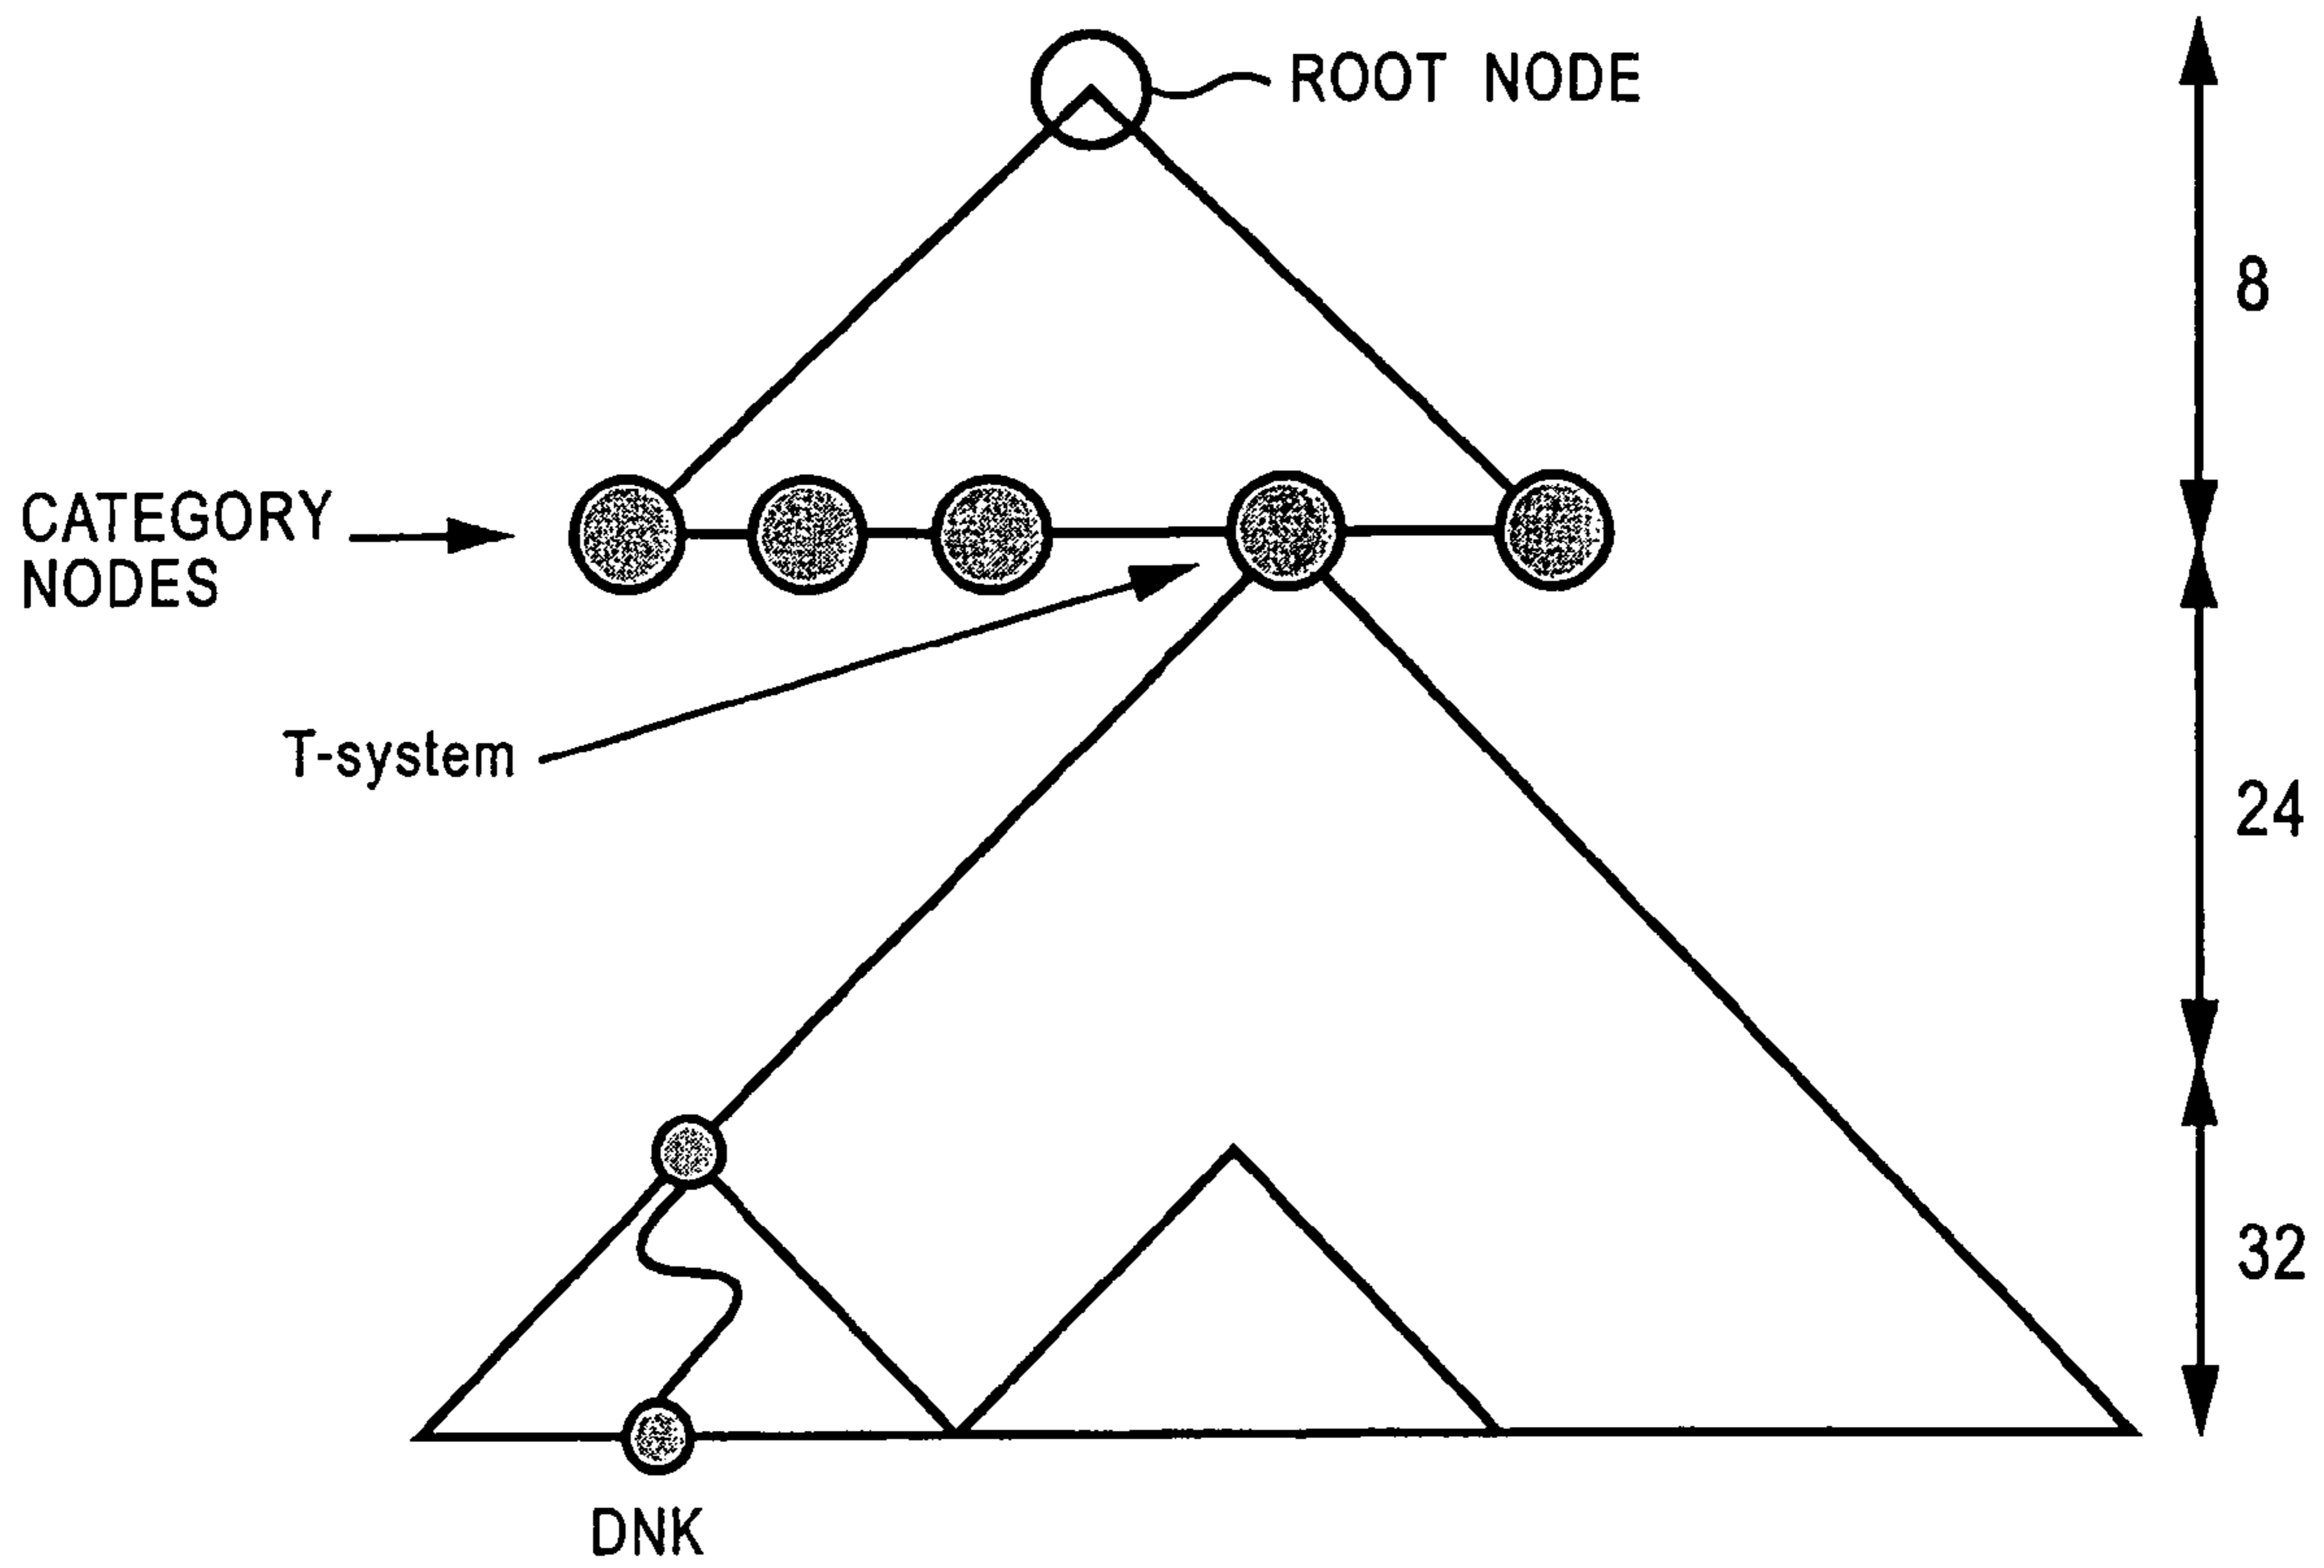 ROOT NODE
8
CATEGORY
NODES
T-system
24
32
DNK